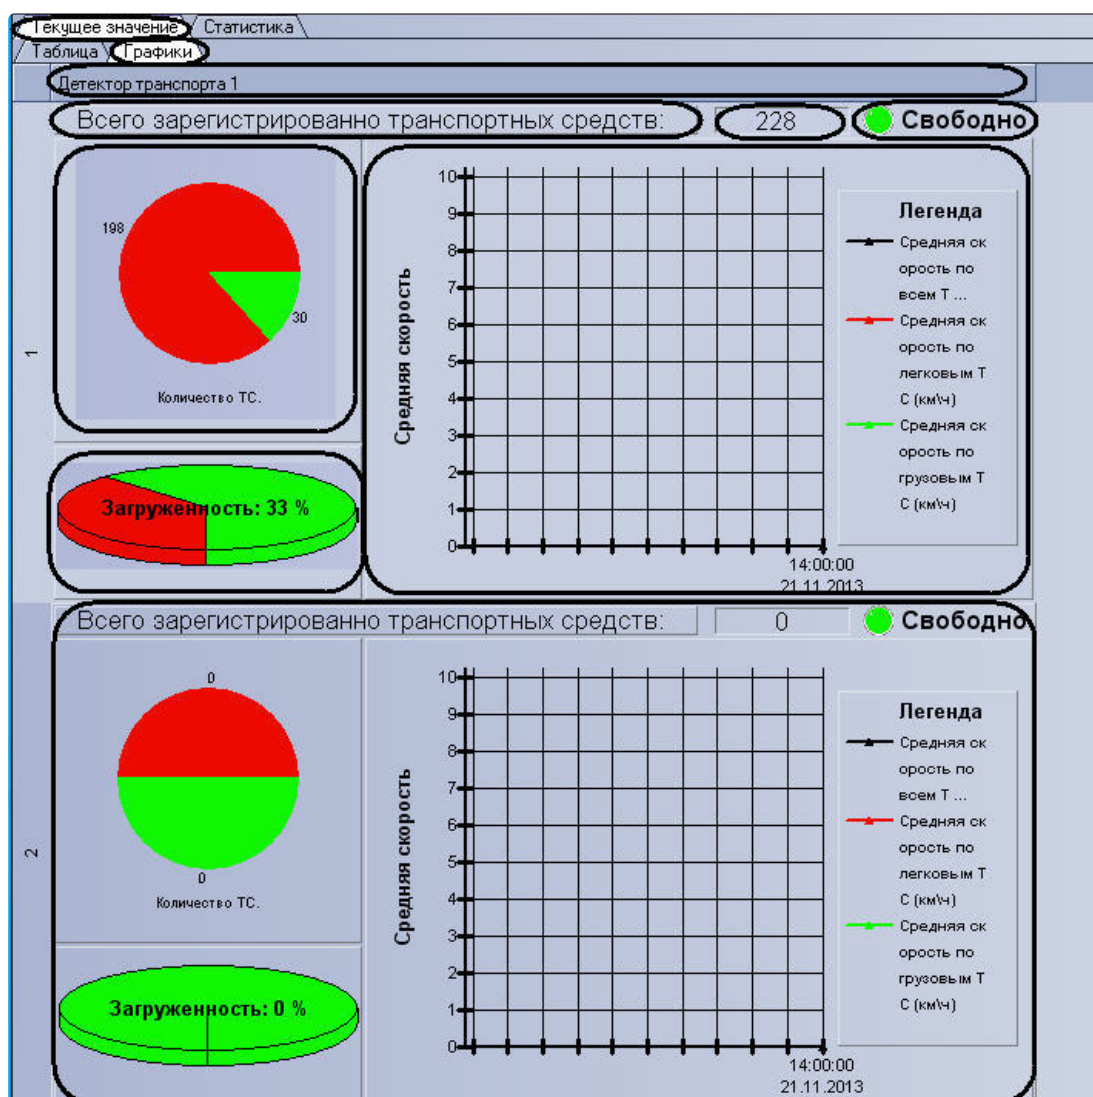 Текущее значение Статистика
Таблица Графики
Детектор транспорта 1
Всего зарегистрированно транспортных средств: 228 Свободно
1
198
30
Количество ТС.
Загруженность: 33 %
Средняя скорость
10
9
8
7
6
5
4
3
2
1
0
14:00:00
21.11.2013
Легенда
Средняя ск
орость по
всем Т ...
Средняя ск
орость по
легковым Т
С (км\ч)
Средняя ск
орость по
грузовым Т
С (км\ч)
Всего зарегистрированно транспортных средств: 0 Свободно
2
0
0
Количество ТС.
Загруженность: 0 %
Средняя скорость
10
9
8
7
6
5
4
3
2
1
0
14:00:00
21.11.2013
Легенда
Средняя ск
орость по
всем Т ...
Средняя ск
орость по
легковым Т
С (км\ч)
Средняя ск
орость по
грузовым Т
С (км\ч)